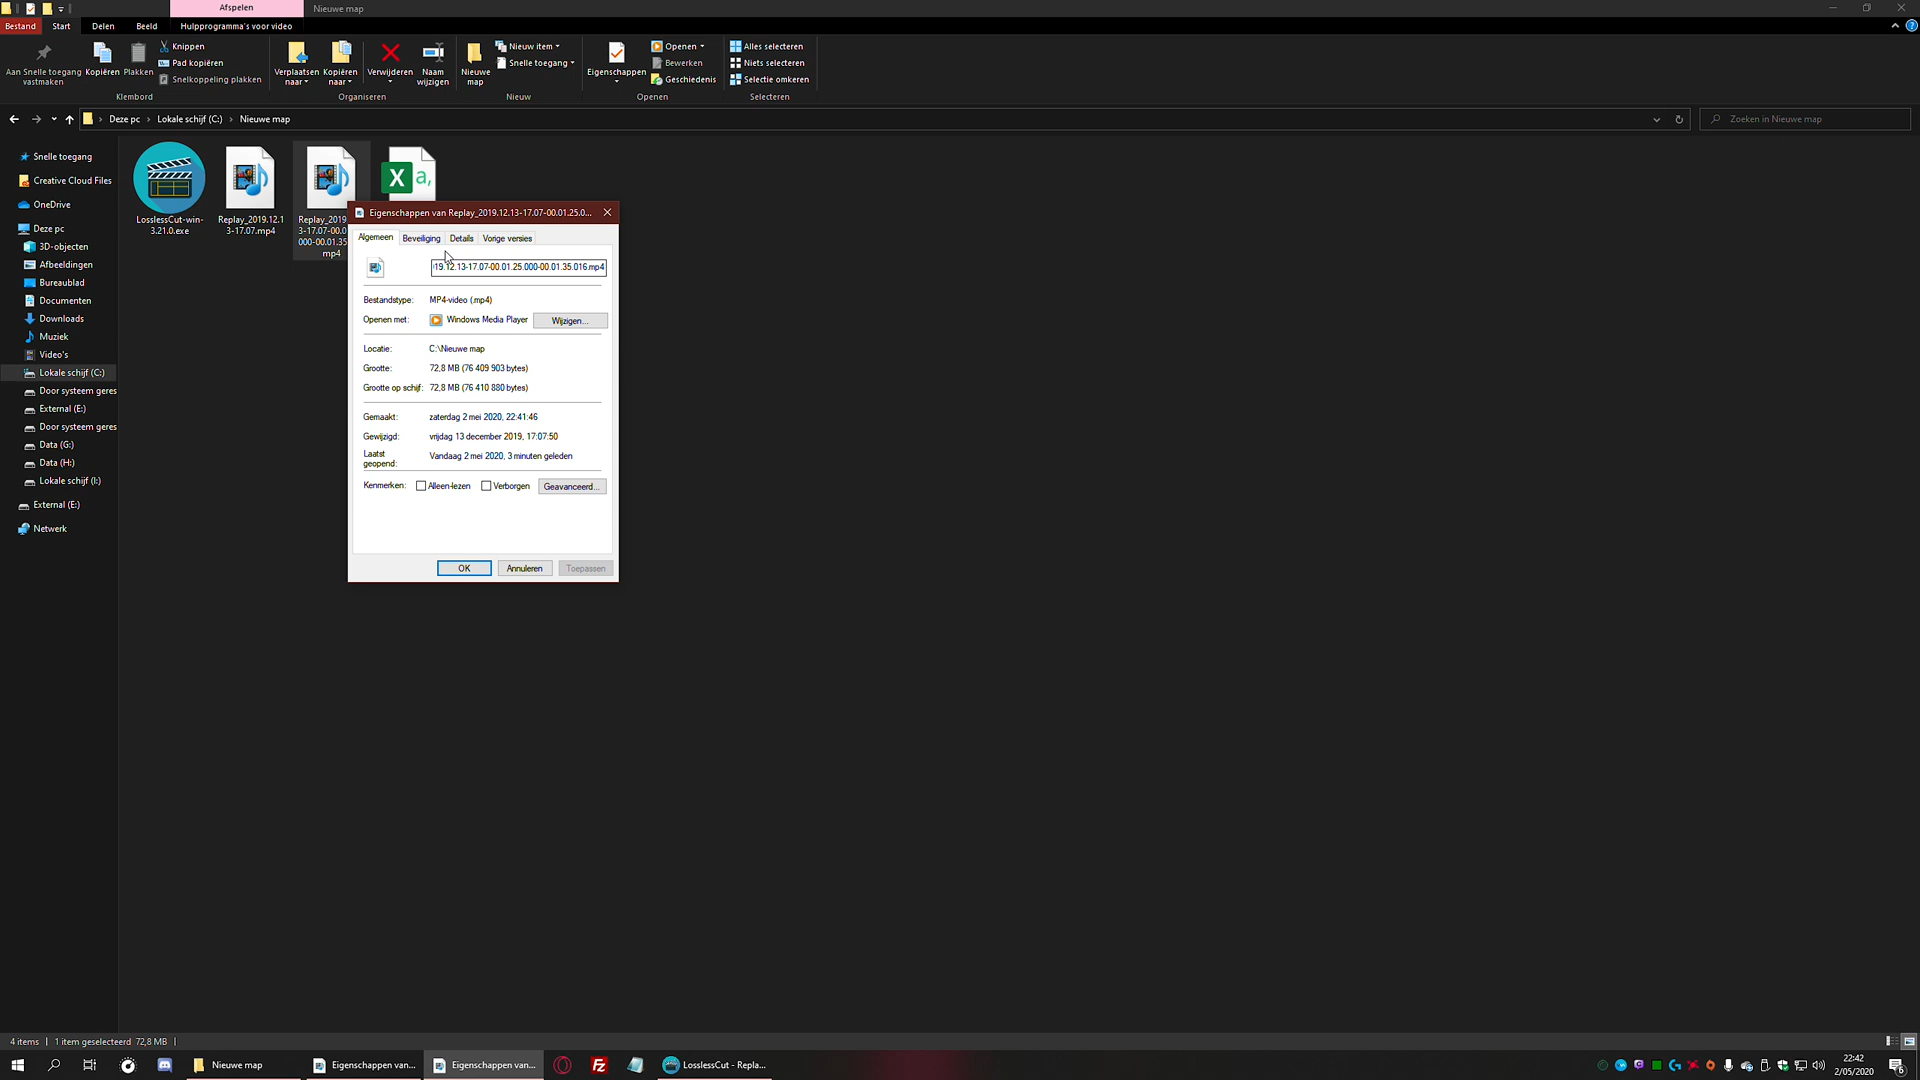 Afspelen
Nieuwe map
Bestand
Start
Delen
Beeld
Hulpprogramma's voor video
Aan Snelle toegang vastmaken
Kopiëren
Plakken
Knippen
Pad kopiëren
Snelkoppeling plakken
Klembord
Verplaatsen naar
Kopiëren naar
Verwijderen
Naam wijzigen
Organiseren
Nieuwe map
Nieuw item
Snelle toegang
Nieuw
Eigenschappen
Openen
Bewerken
Geschiedenis
Openen
Alles selecteren
Niets selecteren
Selectie omkeren
Selecteren
Deze pc > Lokale schijf (C:) > Nieuwe map
Zoeken in Nieuwe map
Snelle toegang
Creative Cloud Files
OneDrive
Deze pc
3D-objecten
Afbeeldingen
Bureaublad
Documenten
Downloads
Muziek
Video's
Lokale schijf (C:)
Door systeem geres
External (E:)
Door systeem geres
Data (G:)
Data (H:)
Lokale schijf (I:)
External (E:)
Netwerk
LosslesCut-win-
3.21.0.exe
Replay_2019.12.1
3-17.07.mp4
Replay_2019
3-17.07-00.0
000-00.01.35
mp4
X a,
Eigenschappen van Replay_2019.12.13-17.07-00.01.25.0...
Algemeen
Beveiliging
Details
Vorige versies
19.12.13-17.07-00.01.25.000-00.01.35.016.mp4
Bestandstype: MP4-video (.mp4)
Openen met: Windows Media Player
Wijzigen...
Locatie: C:\Nieuwe map
Grootte: 72,8 MB (76 409 903 bytes)
Grootte op schijf: 72,8 MB (76 410 880 bytes)
Gemaakt: zaterdag 2 mei 2020, 22:41:46
Gewijzigd: vrijdag 13 december 2019, 17:07:50
Laatst geopend: Vandaag 2 mei 2020, 3 minuten geleden
Kenmerken: Alleen-lezen Verborgen
Geavanceerd...
OK
Annuleren
Toepassen
4 items
1 item geselecteerd 72,8 MB
Nieuwe map
Eigenschappen van...
Eigenschappen van...
Fz
LosslesCut - Repla...
22:42
2/05/2020
6